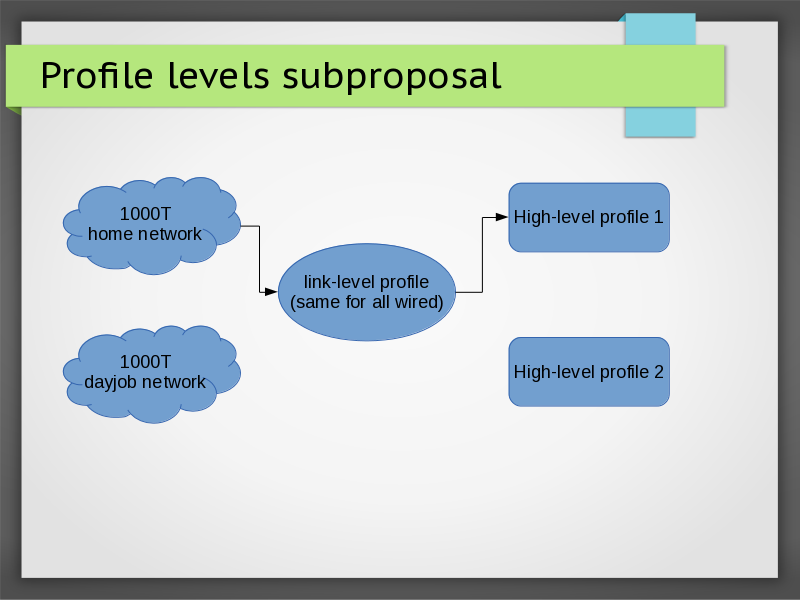 Profile levels subproposal
1000T
home network
link-level profile
(same for all wired)
High-level profile 1
1000T
dayjob network
High-level profile 2